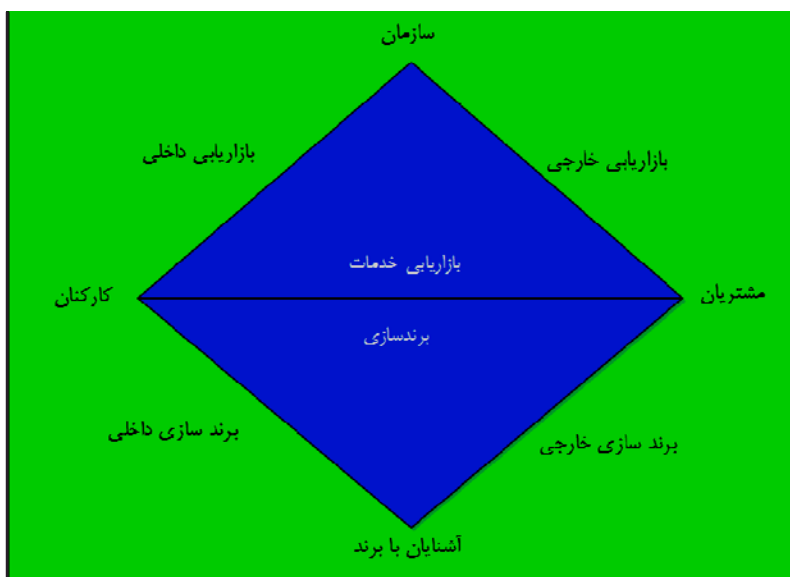 سازمان
بازاریابی خارجی
بازاریابی داخلی
بازاریابی خدمات
مشتریان
کارکنان
برندسازی
برند سازی خارجی
برند سازی داخلی
آشنایان با برند